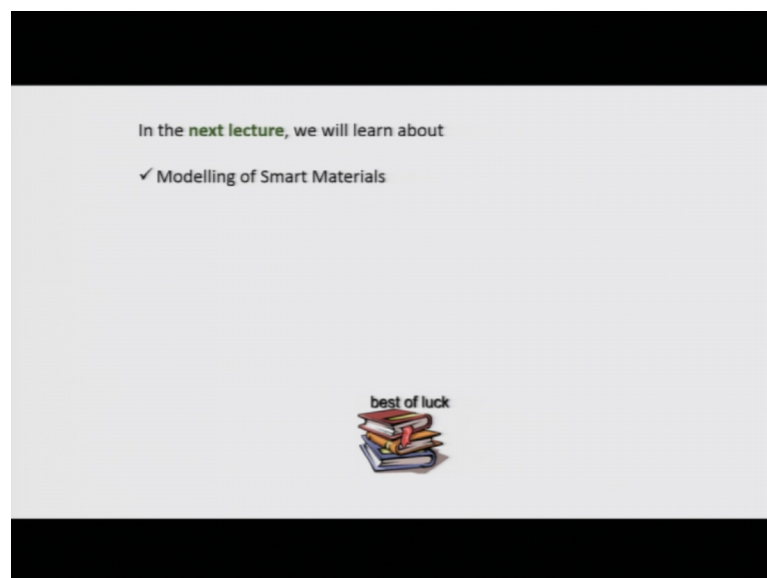 In the next lecture, we will learn about
✓ Modelling of Smart Materials
best of luck